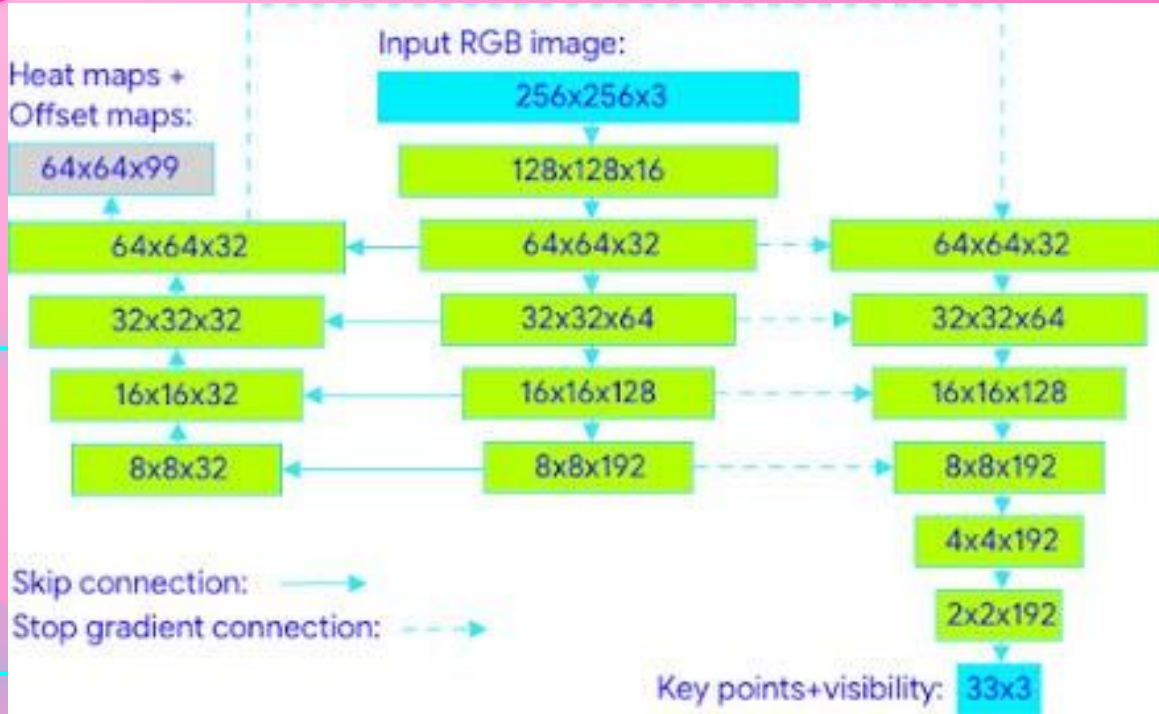 Input RGB image:
256x256x3
Heat maps +
Offset maps:
64x64x99
128x128x16
64x64x32
64x64x32
64x64x32
32x32x32
32x32x64
32x32x64
16x16x32
16x16x128
16x16x128
8x8x32
8x8x192
8x8x192
4x4x192
2x2x192
Skip connection:
Stop gradient connection:
Key points+visibility:
33x3